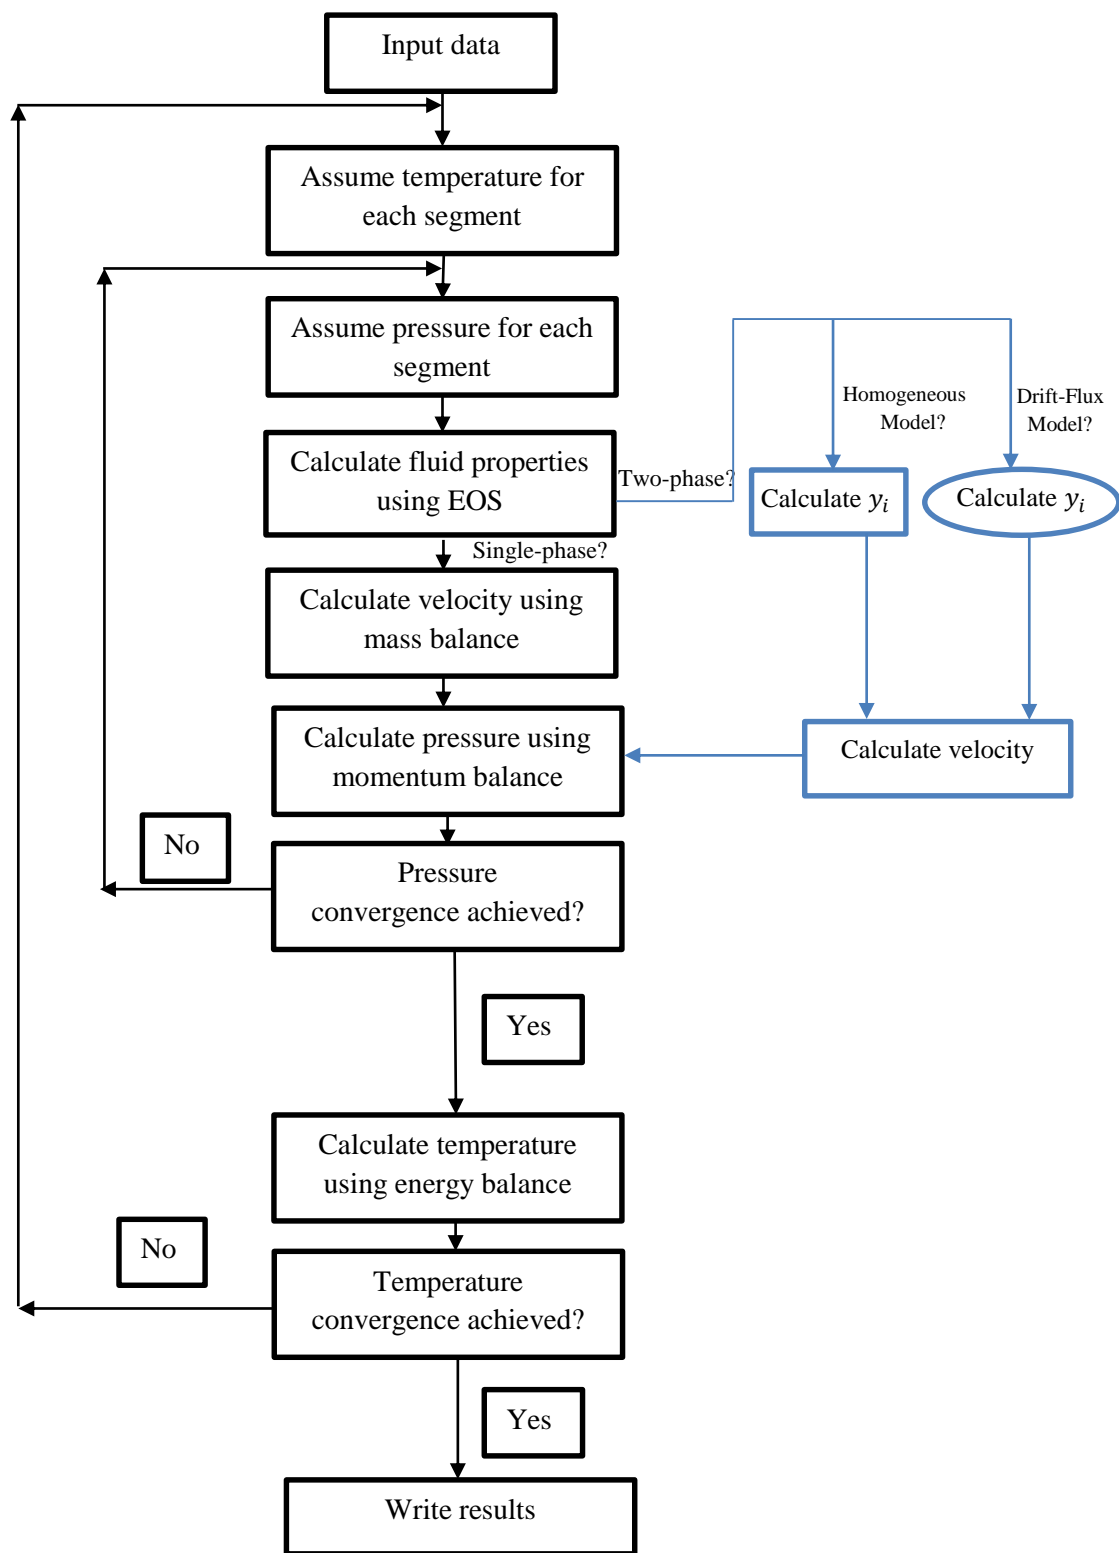 Input data
Assume temperature for
each segment
Assume pressure for each
segment
Homogeneous
Model?
Drift-Flux
Model?
Calculate fluid properties
using EOS
Two-phase?
Calculate 𝑦𝑖
Calculate 𝑦𝑖
Single-phase?
Calculate velocity using
mass balance
Calculate pressure using
momentum balance
Calculate velocity
No
Pressure
convergence achieved?
Yes
Calculate temperature
using energy balance
No
Temperature
convergence achieved?
Yes
Write results